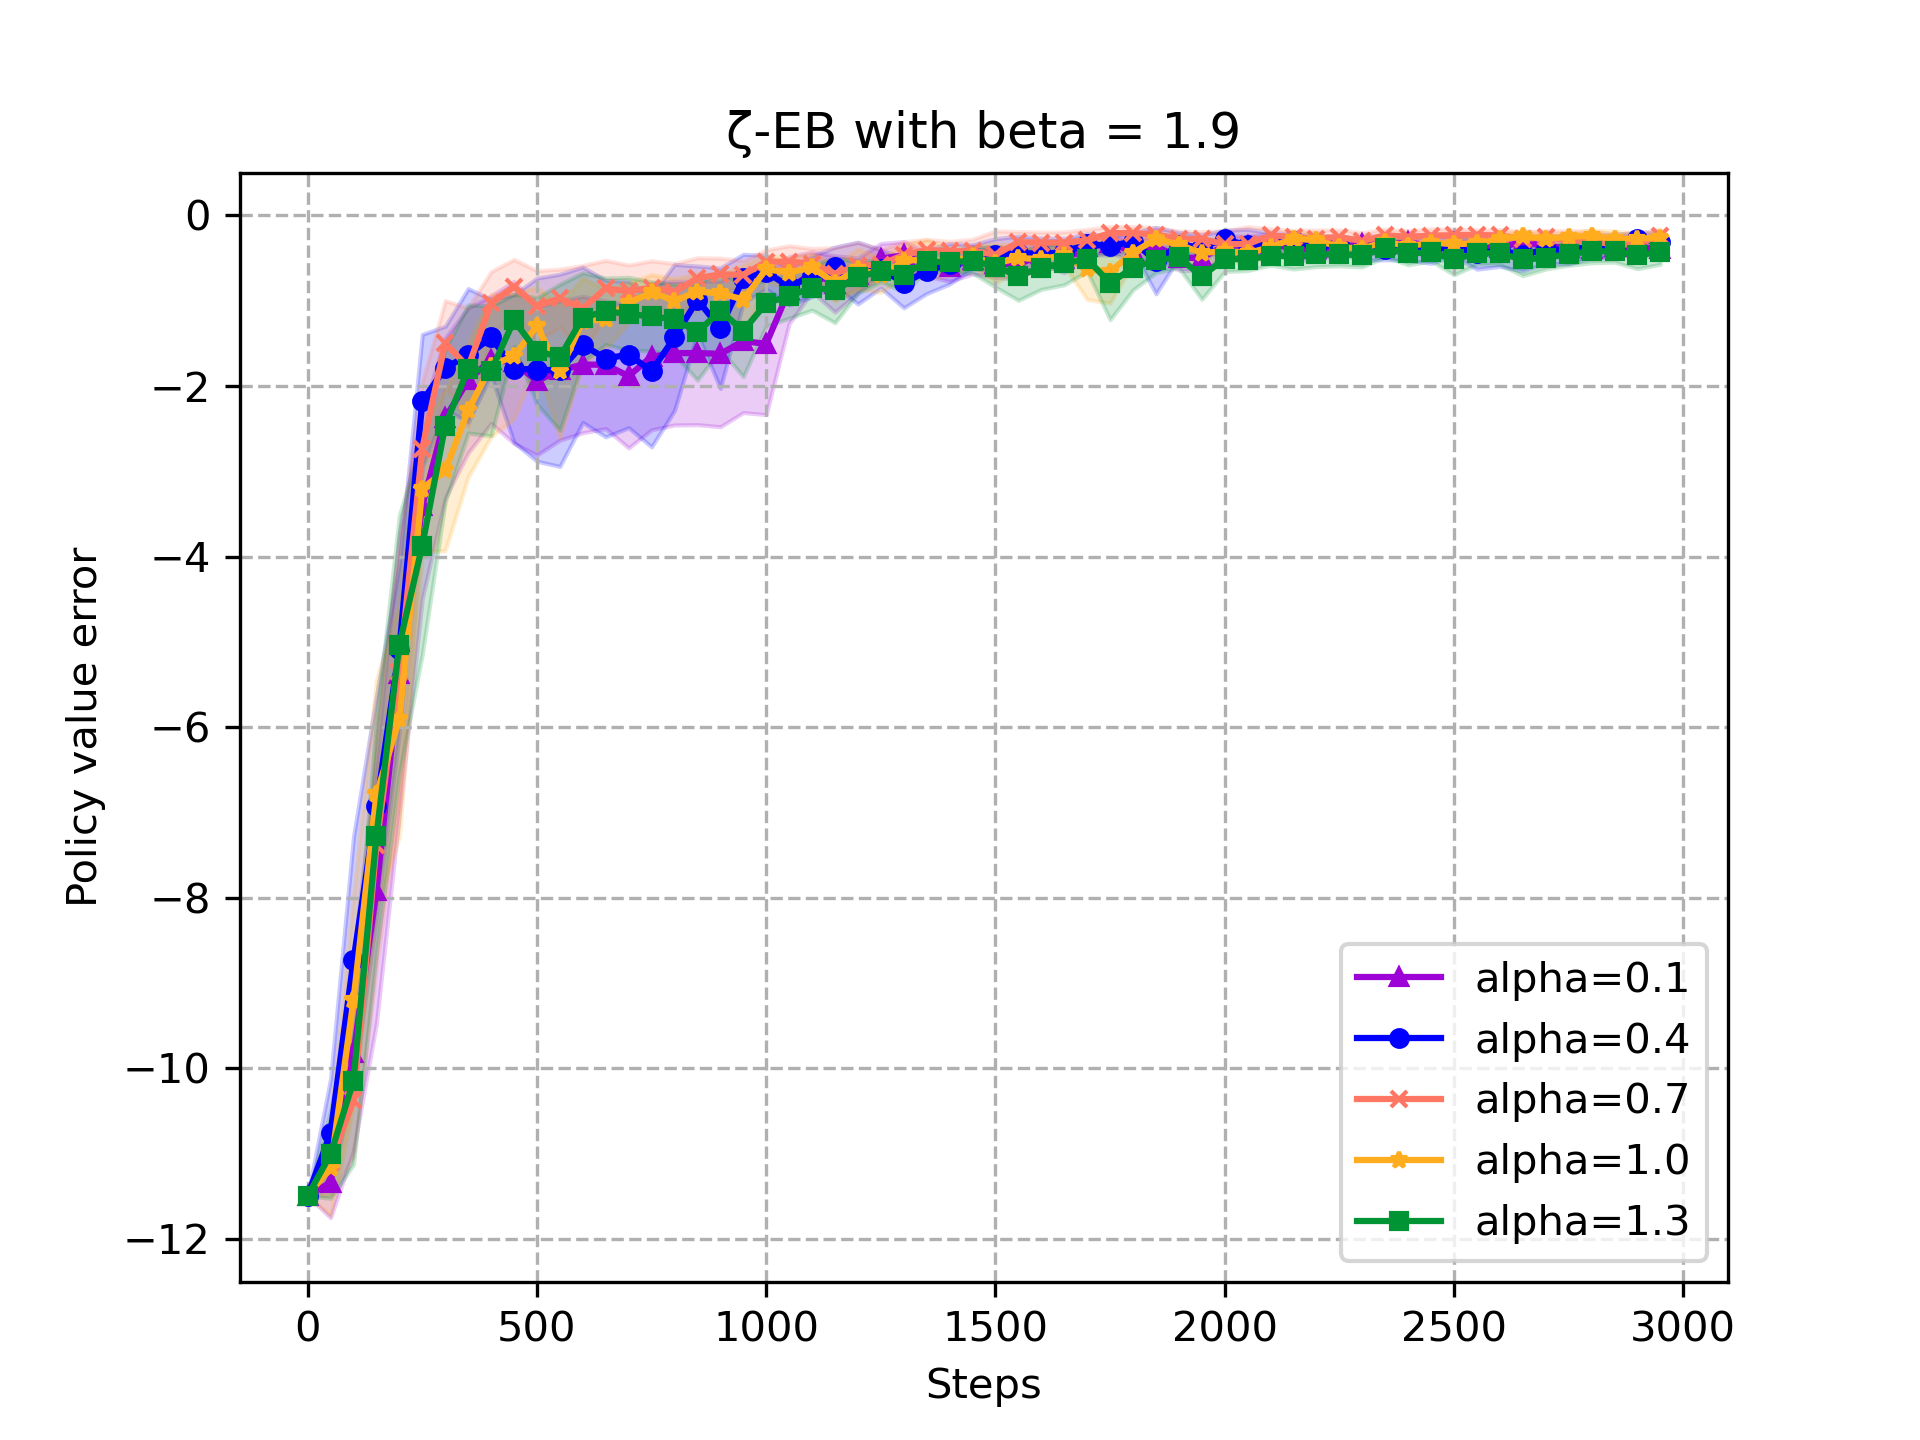 ζ-EB with beta = 1.9
Policy value error
0
−2
−4
−6
−8
−10
−12
0 500 1000 1500 2000 2500 3000
Steps
alpha=0.1
alpha=0.4
alpha=0.7
alpha=1.0
alpha=1.3